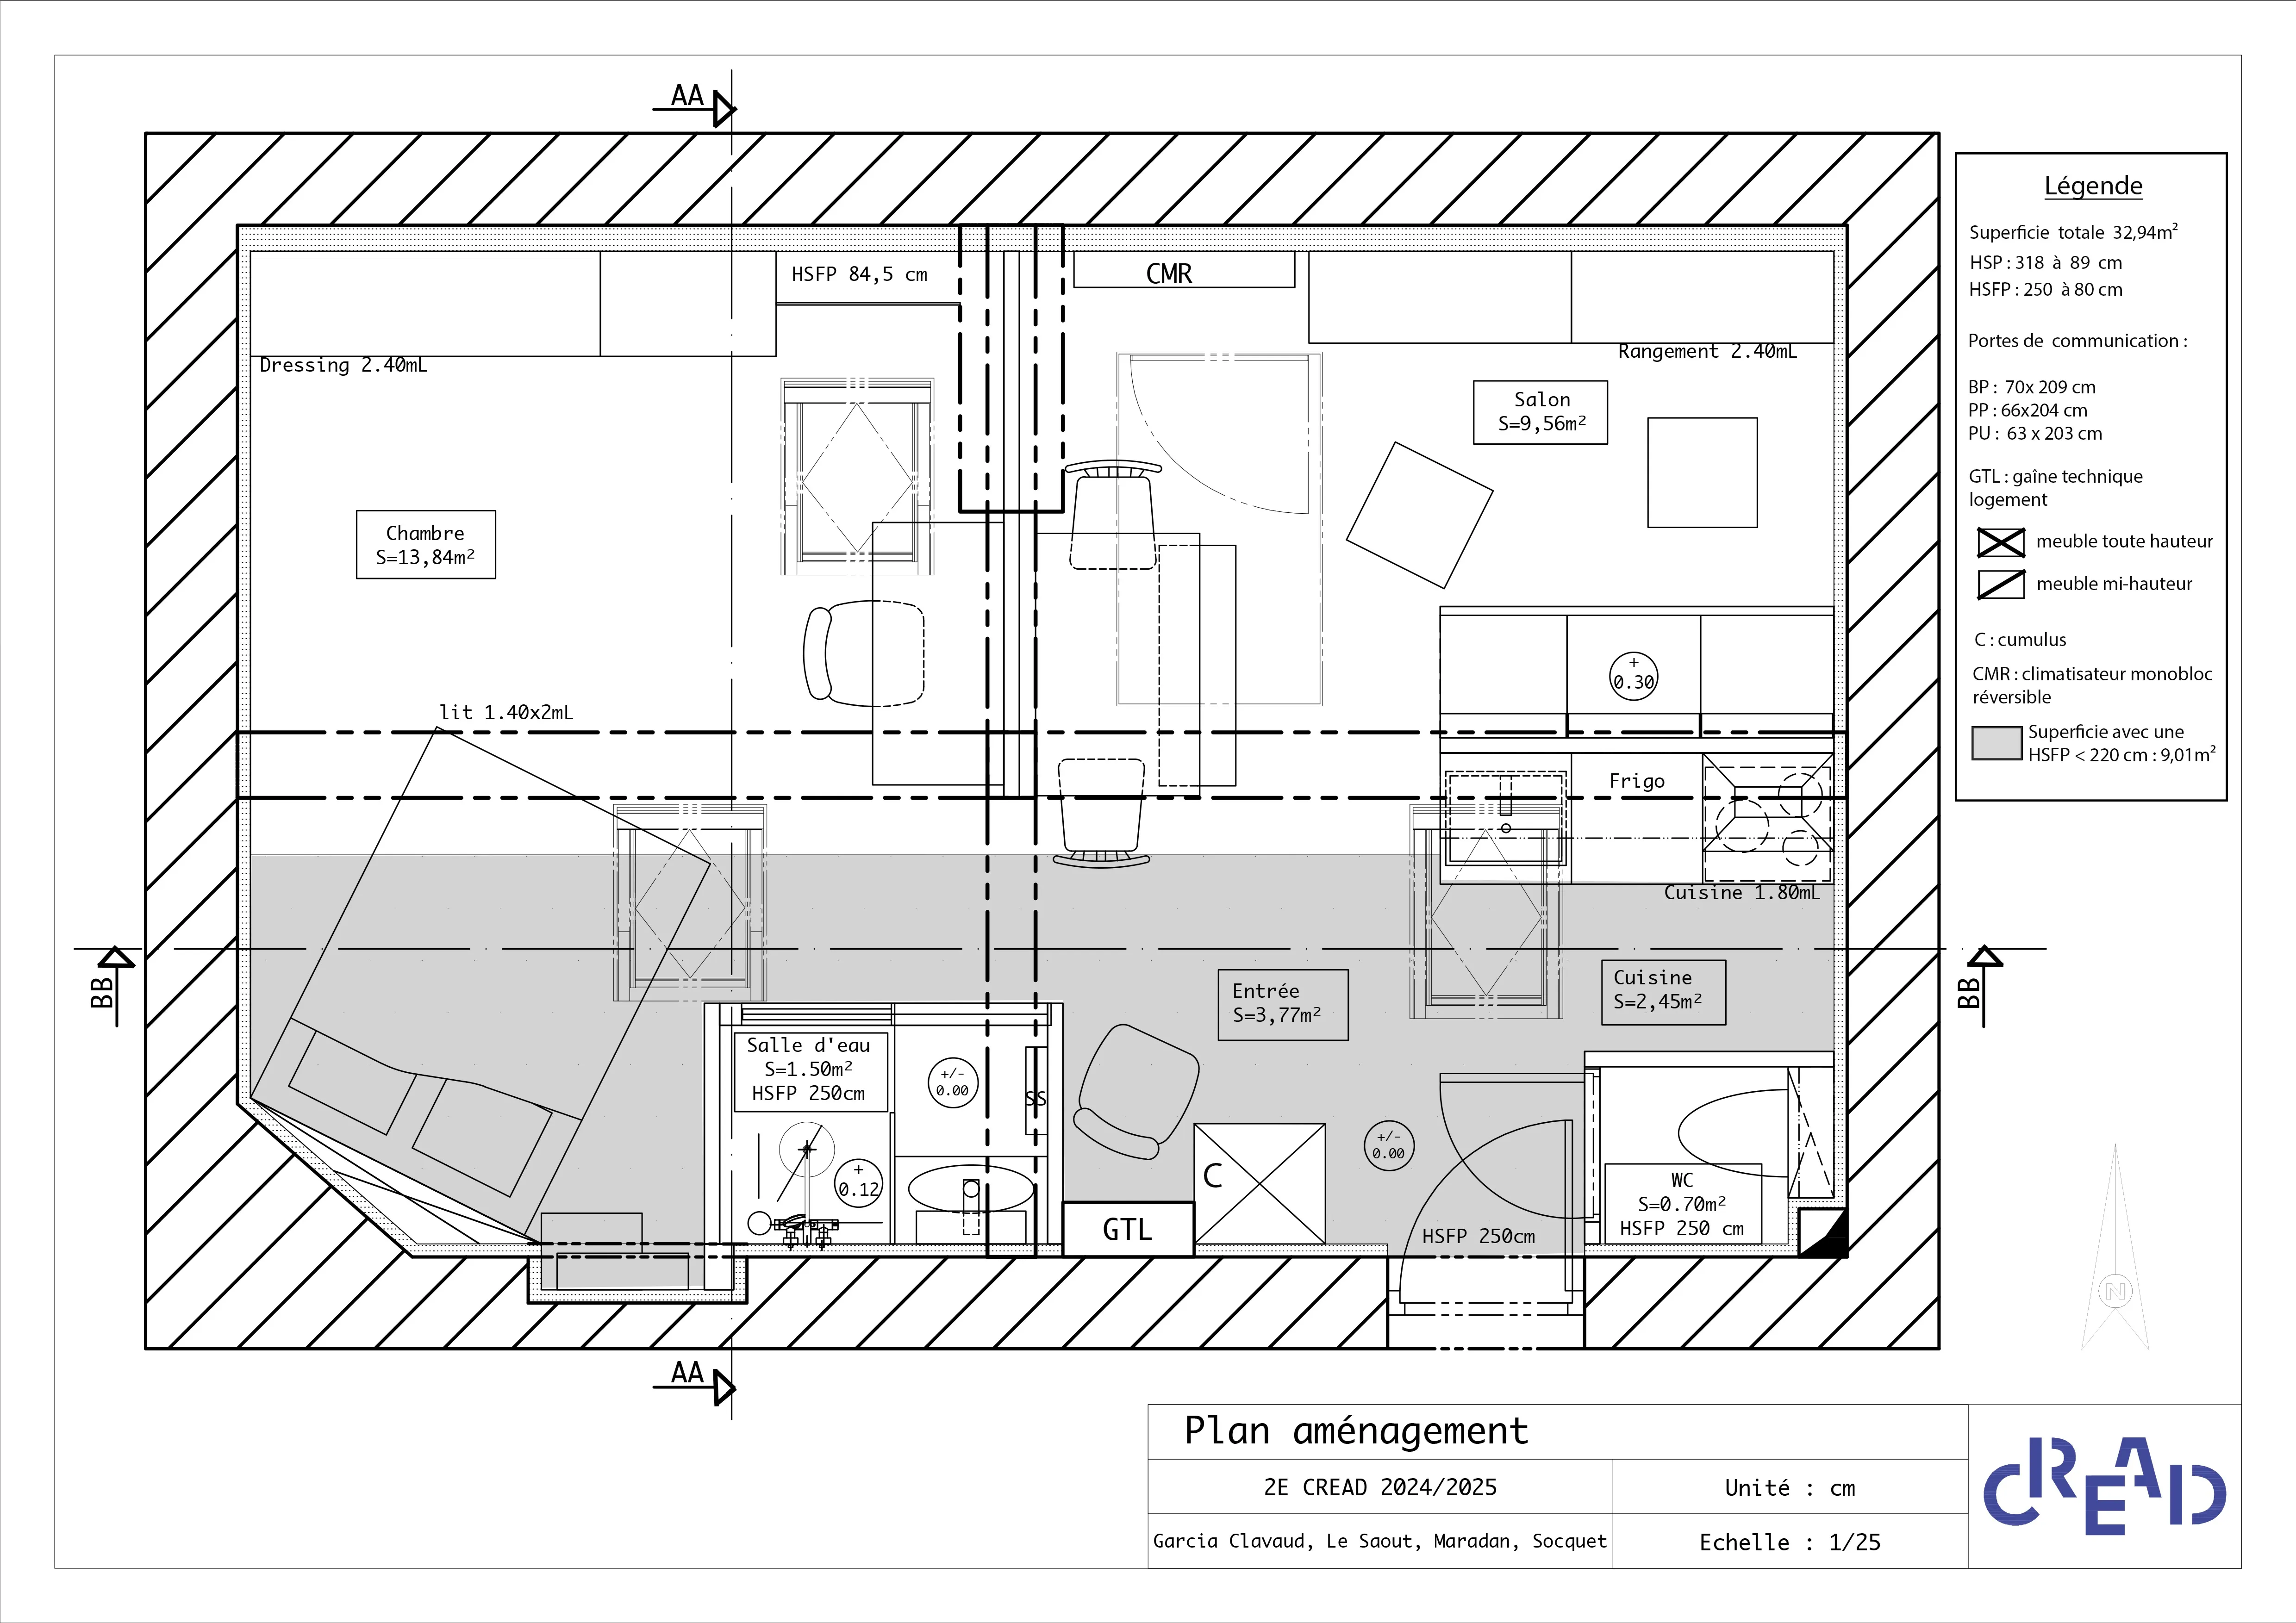 AA
Légende
Superficie totale 32,94m²
HSP : 318 à 89 cm
HSFP : 250 à 80 cm
Portes de communication :
BP : 70x 209 cm
PP : 66x204 cm
PU : 63 x 203 cm
GTL : gaîne technique
logement
meuble toute hauteur
meuble mi-hauteur
C : cumulus
CMR : climatisateur monobloc
réversible
Superficie avec une
HSFP < 220 cm : 9,01m²
HSFP 84,5 cm
CMR
Dressing 2.40mL
Rangement 2.40mL
Salon
S=9,56m²
Chambre
S=13,84m²
+
0.30
lit 1.40x2mL
Frigo
Cuisine 1.80mL
BB
BB
Entrée
S=3,77m²
Cuisine
S=2,45m²
Salle d'eau
S=1.50m²
HSFP 250cm
+/-
0.00
SS
+
0.12
+/-
0.00
C
GTL
HSFP 250cm
WC
S=0.70m²
HSFP 250 cm
N
AA
Plan aménagement
2E CREAD 2024/2025
Unité : cm
Garcia Clavaud, Le Saout, Maradan, Socquet
Echelle : 1/25
CREAD